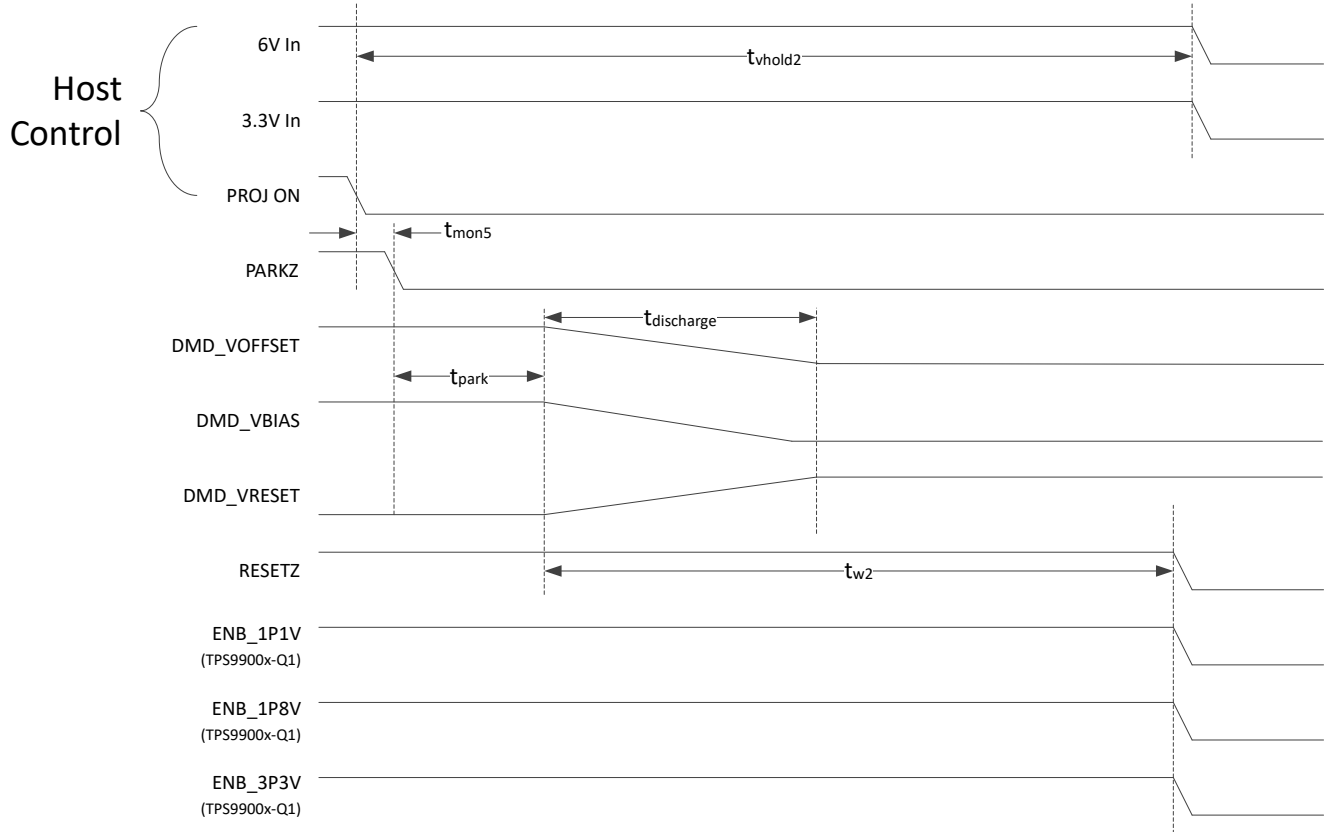 6V In
tvhold2
Host
Control
3.3V In
PROJ ON
tmon5
PARKZ
tdischarge
DMD_VOFFSET
tpark
DMD_VBIAS
DMD_VRESET
RESETZ
tw2
ENB_1P1V
(TPS9900x-Q1)
ENB_1P8V
(TPS9900x-Q1)
ENB_3P3V
(TPS9900x-Q1)